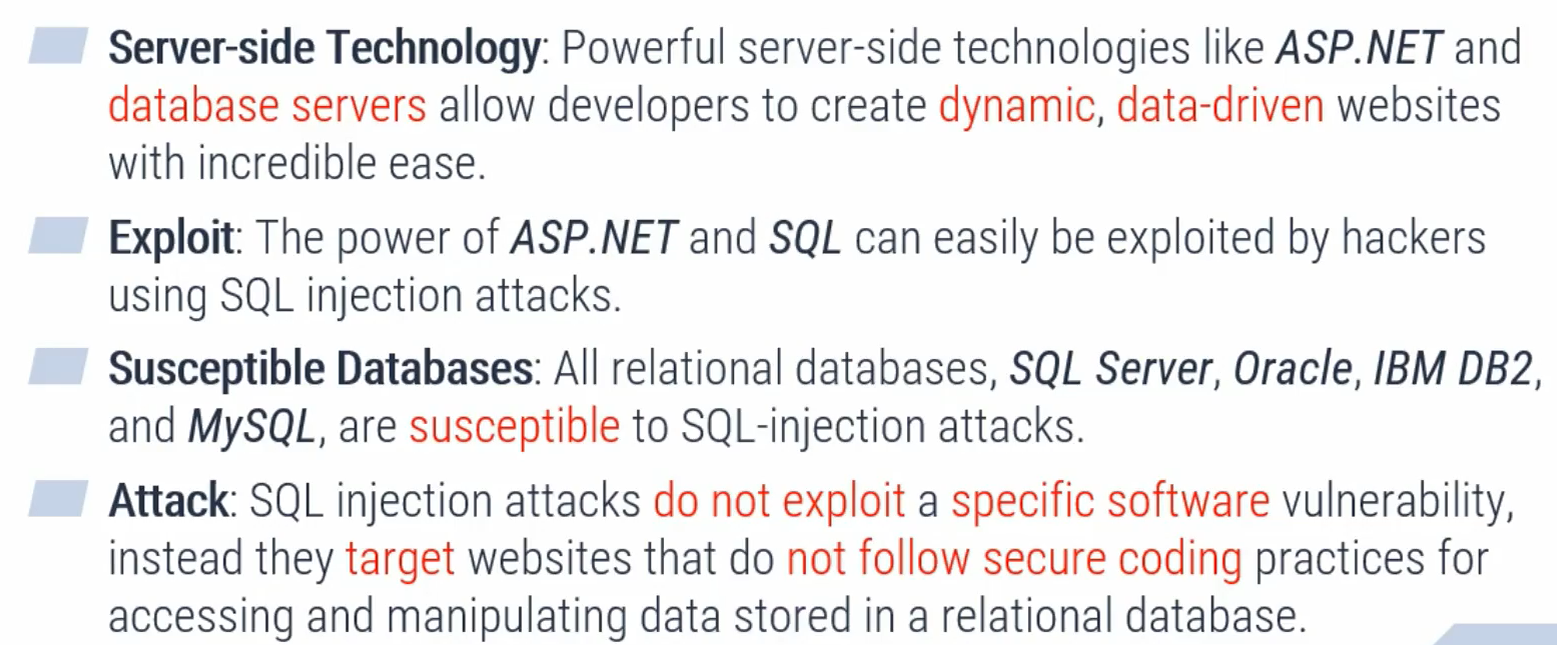 Server-side Technology: Powerful server-side technologies like ASP.NET and
database servers allow developers to create dynamic, data-driven websites
with incredible ease.
Exploit: The power of ASP.NET and SQL can easily be exploited by hackers
using SQL injection attacks.
Susceptible Databases: All relational databases, SQL Server, Oracle, IBM DB2,
and MySQL, are susceptible to SQL-injection attacks.
Attack: SQL injection attacks do not exploit a specific software vulnerability,
instead they target websites that do not follow secure coding practices for
accessing and manipulating data stored in a relational database.